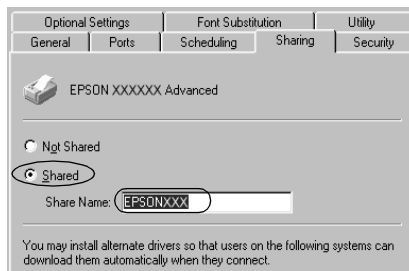 Optional Settings Font Substitution Utility
General Ports Scheduling Sharing Security
EPSON XXXXXX Advanced
Not Shared
Shared
Share Name: EPSONXXX
You may install alternate drivers so that users on the following systems can
download them automatically when they connect.